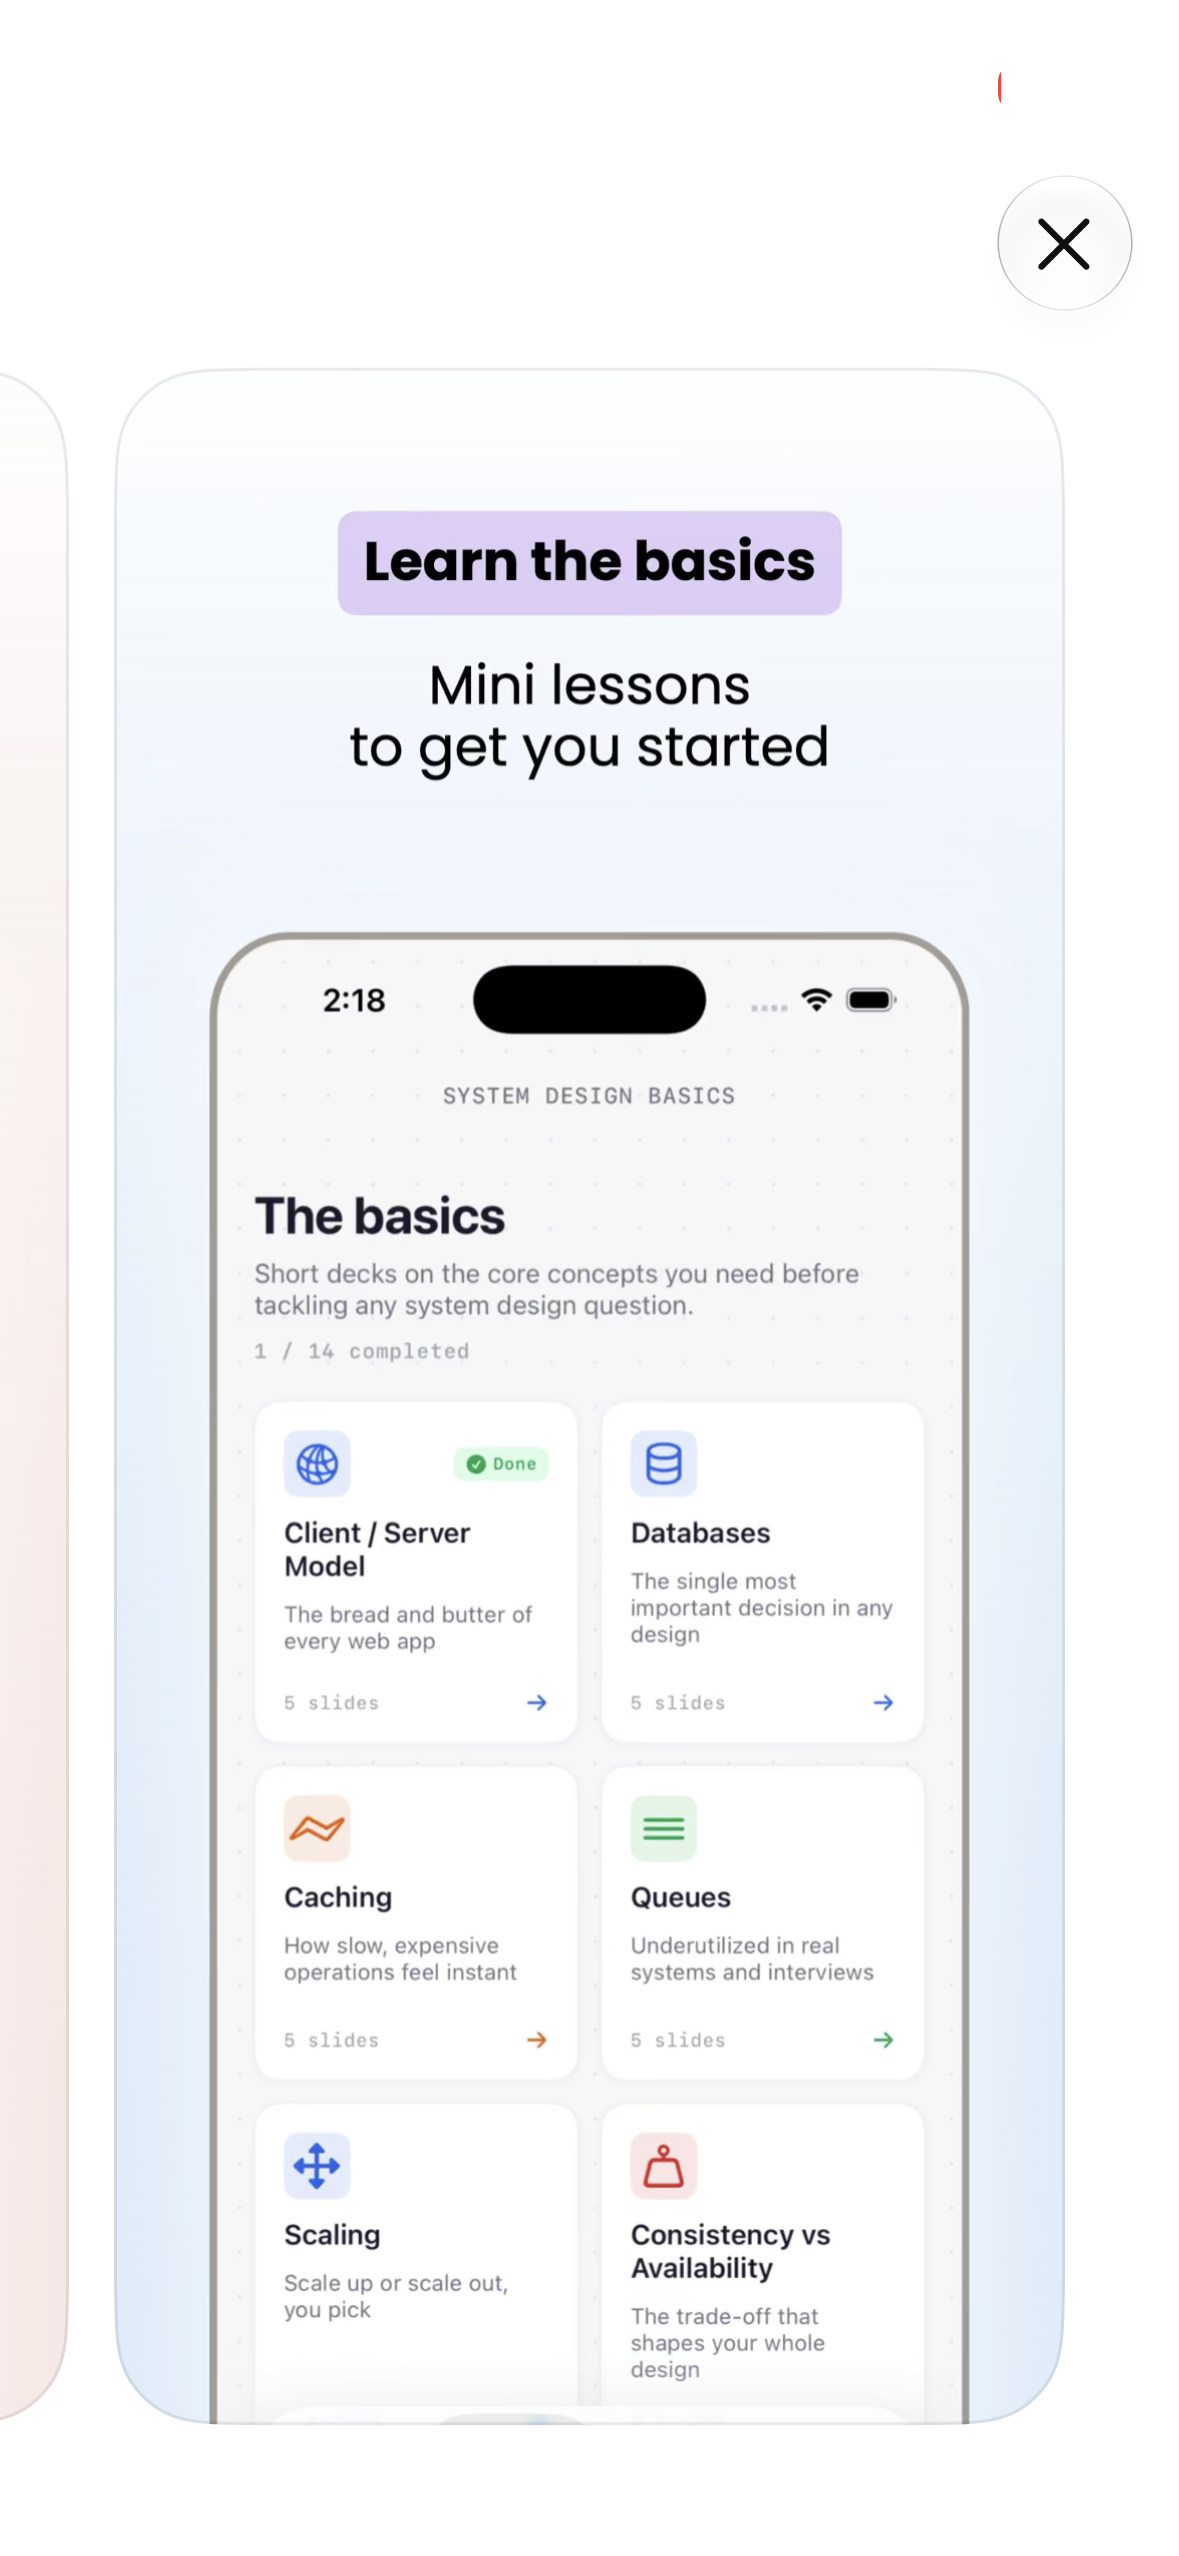 Learn the basics
Mini lessons
to get you started
2:18
SYSTEM DESIGN BASICS
The basics
Short decks on the core concepts you need before
tackling any system design question.
1 / 14 completed
Done
Client / Server
Model
The bread and butter of
every web app
5 slides
Databases
The single most
important decision in any
design
5 slides
Caching
How slow, expensive
operations feel instant
5 slides
Queues
Underutilized in real
systems and interviews
5 slides
Scaling
Scale up or scale out,
you pick
Consistency vs
Availability
The trade-off that
shapes your whole
design